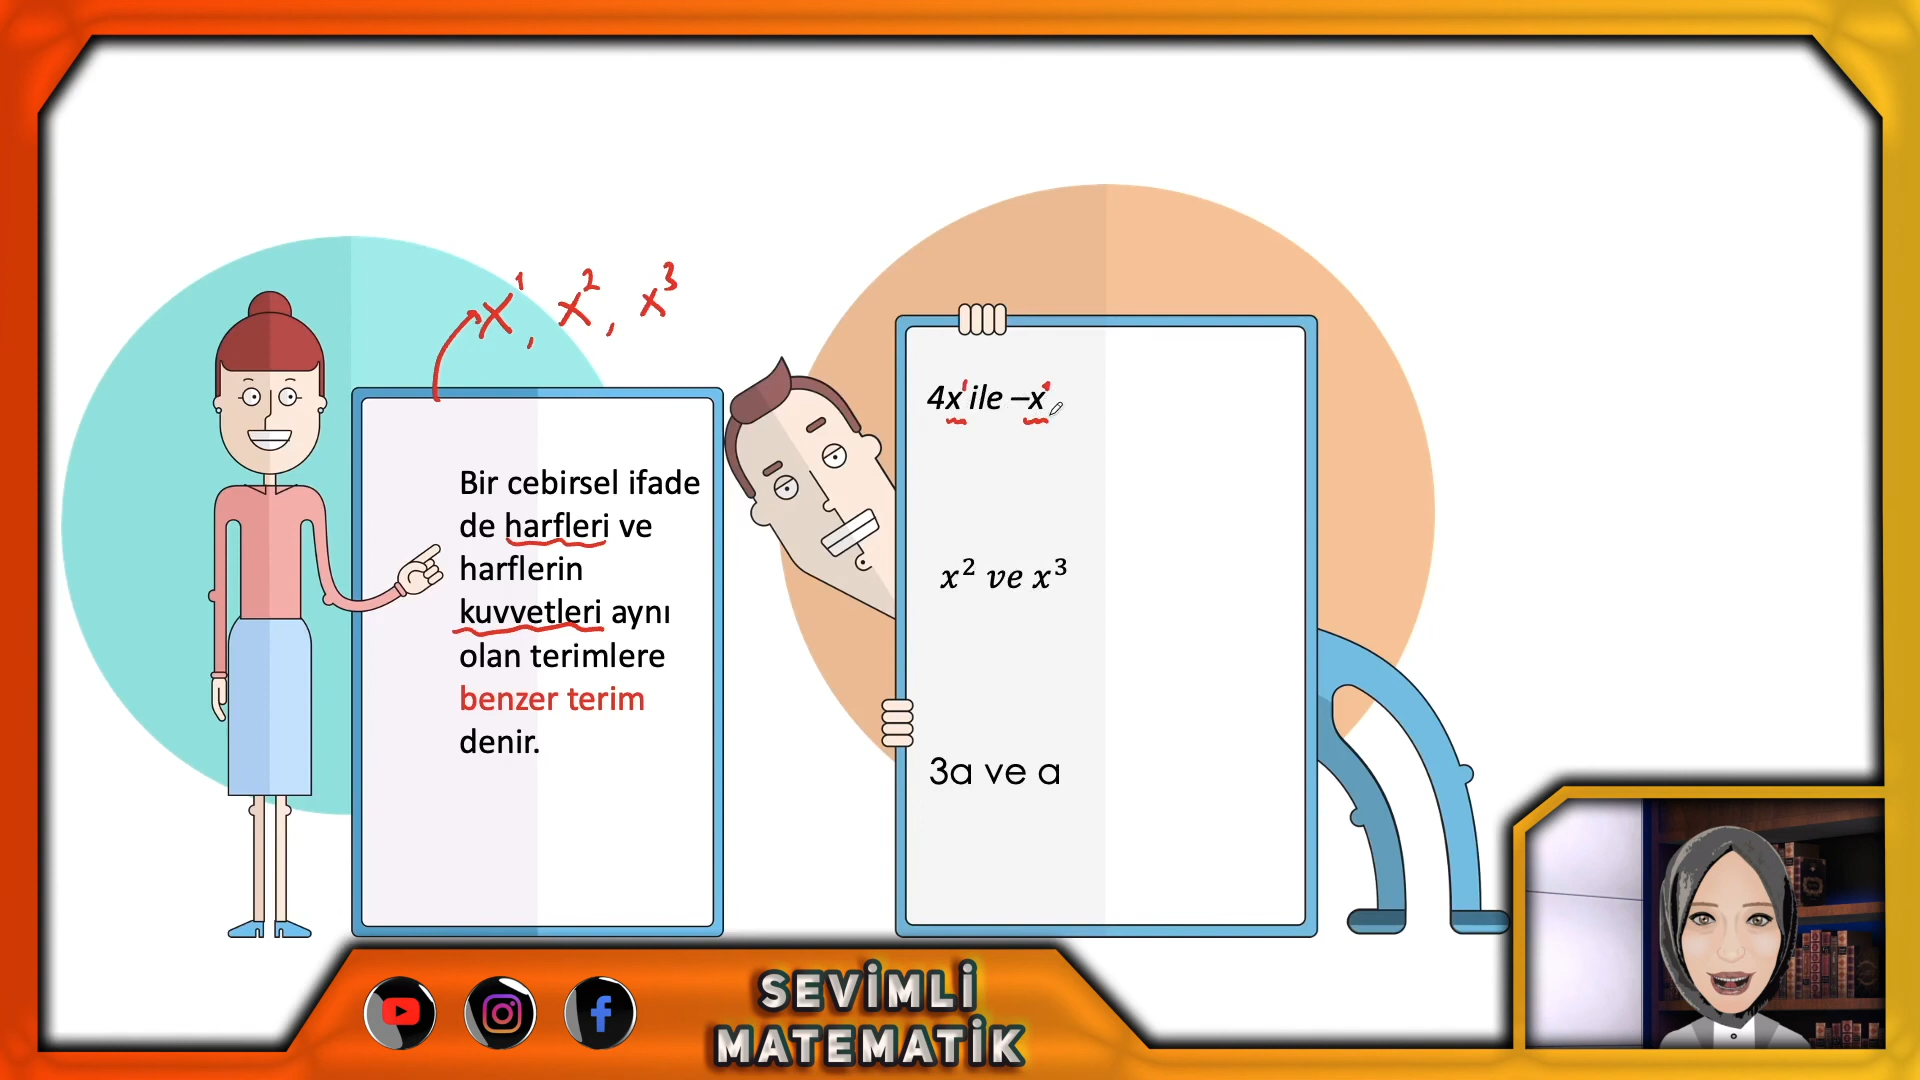 x¹, x², x³
Bir cebirsel ifade
de harfleri ve
harflerin
kuvvetleri aynı
olan terimlere
benzer terim
denir.
4x¹ ile –x¹
x² ve x³
3a ve a
SEVİMLİ
MATEMATİK